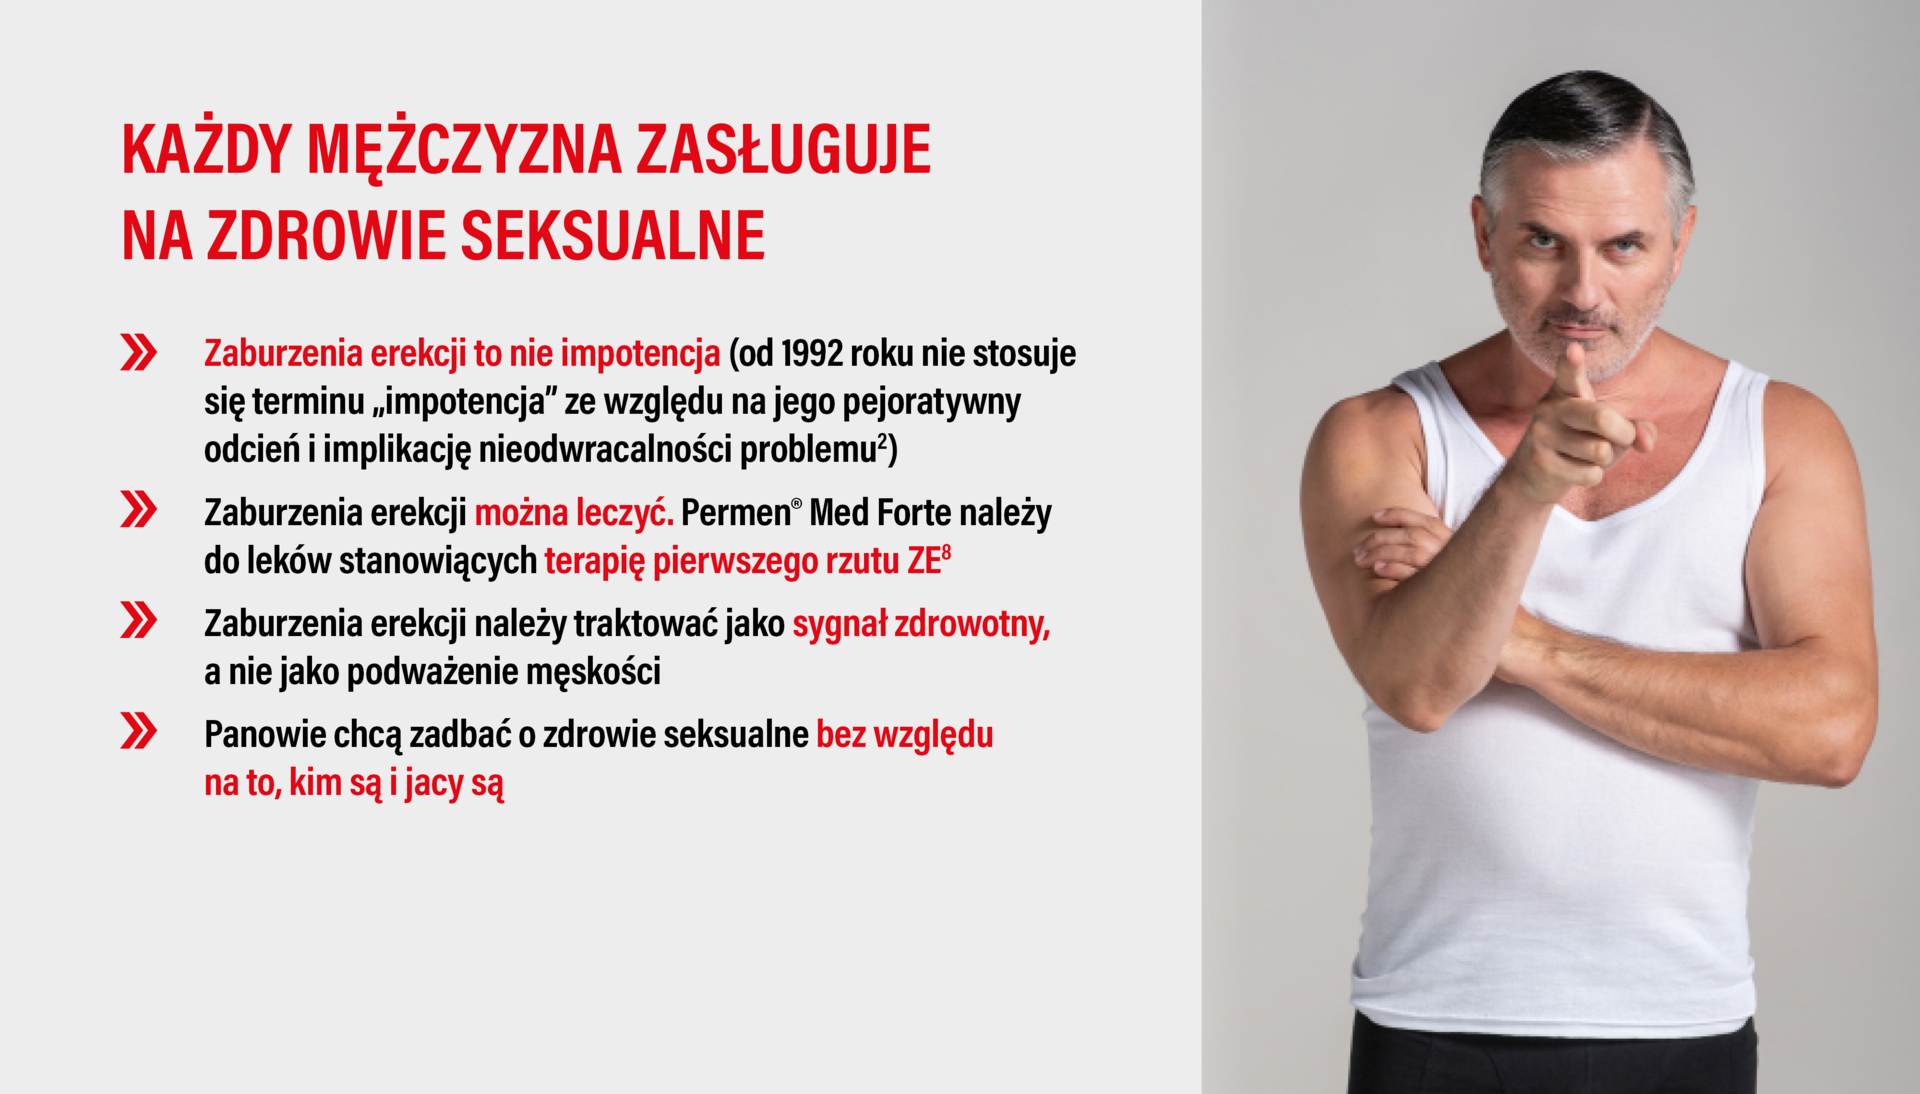 KAŻDY MĘŻCZYZNA ZASŁUGUJE
NA ZDROWIE SEKSUALNE
Zaburzenia erekcji to nie impotencja (od 1992 roku nie stosuje
się terminu „impotencja” ze względu na jego pejoratywny
odcień i implikację nieodwracalności problemu²)
Zaburzenia erekcji można leczyć. Permen® Med Forte należy
do leków stanowiących terapię pierwszego rzutu ZE⁸
Zaburzenia erekcji należy traktować jako sygnał zdrowotny,
a nie jako podważenie męskości
Panowie chcą zadbać o zdrowie seksualne bez względu
na to, kim są i jacy są